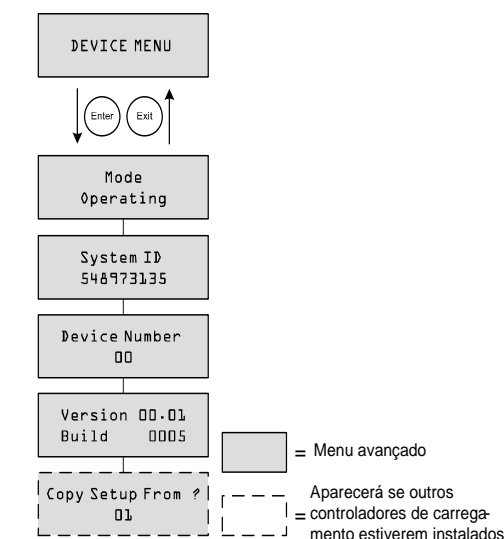 DEVICE MENU
Enter
Exit
Mode
Operating
System ID
548973135
Device Number
00
Version 00.01
Build 0005
Copy Setup From ?
01
= Menu avançado
Aparecerá se outros
= controladores de carrega-
mento estiverem instalados